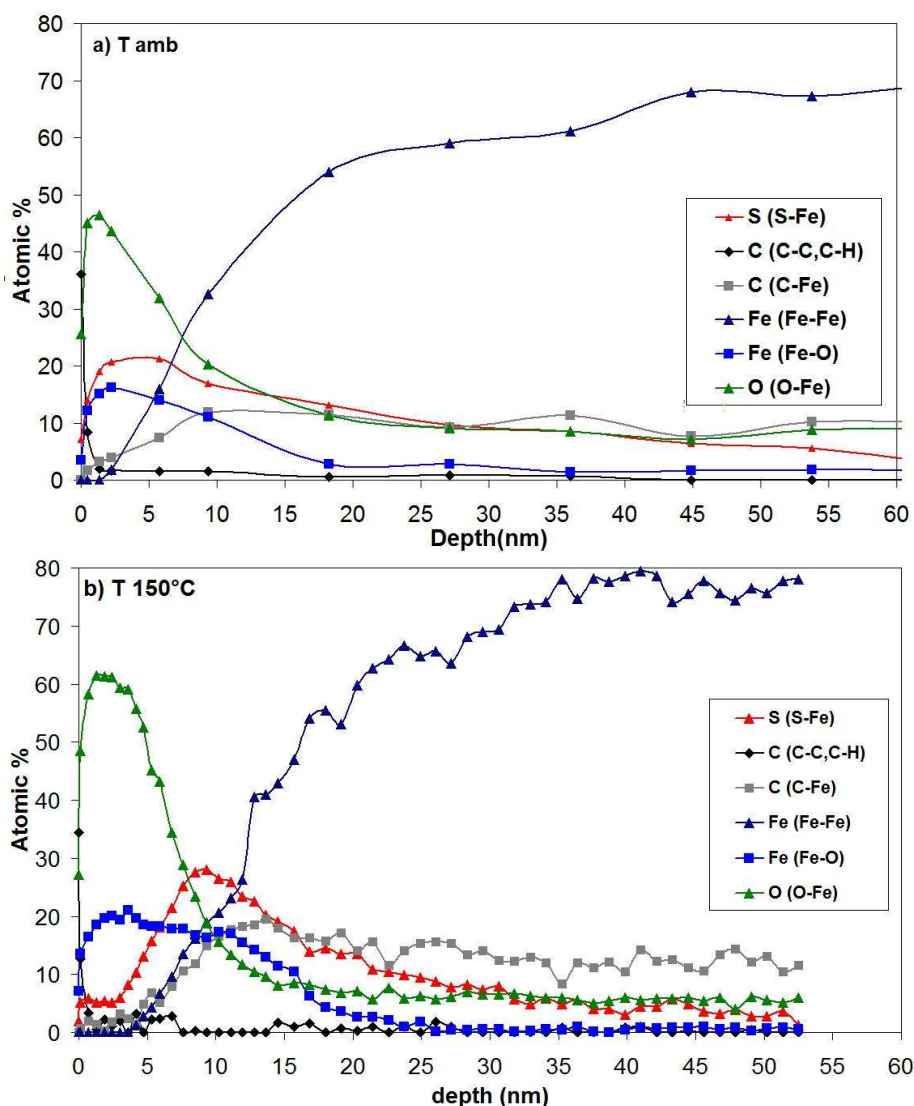 a) T amb
80
70
60
50
40
30
20
10
0
Atomic %
0 5 10 15 20 25 30 35 40 45 50 55 60
Depth(nm)
S (S-Fe)
C (C-C,C-H)
C (C-Fe)
Fe (Fe-Fe)
Fe (Fe-O)
O (O-Fe)
b) T 150°C
80
70
60
50
40
30
20
10
0
Atomic %
0 5 10 15 20 25 30 35 40 45 50 55 60
depth (nm)
S (S-Fe)
C (C-C,C-H)
C (C-Fe)
Fe (Fe-Fe)
Fe (Fe-O)
O (O-Fe)